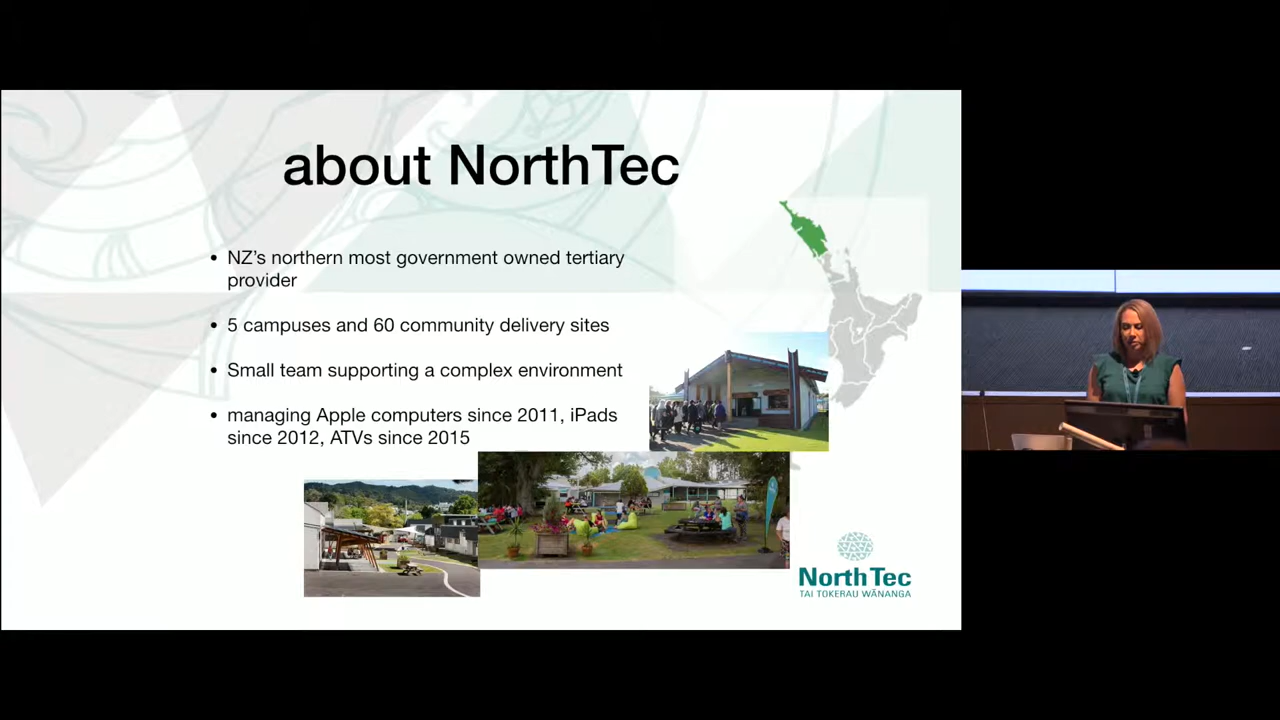 about NorthTec
• NZ’s northern most government owned tertiary
provider
• 5 campuses and 60 community delivery sites
• Small team supporting a complex environment
• managing Apple computers since 2011, iPads
since 2012, ATVs since 2015
NorthTec
TAI TOKERAU WĀNANGA